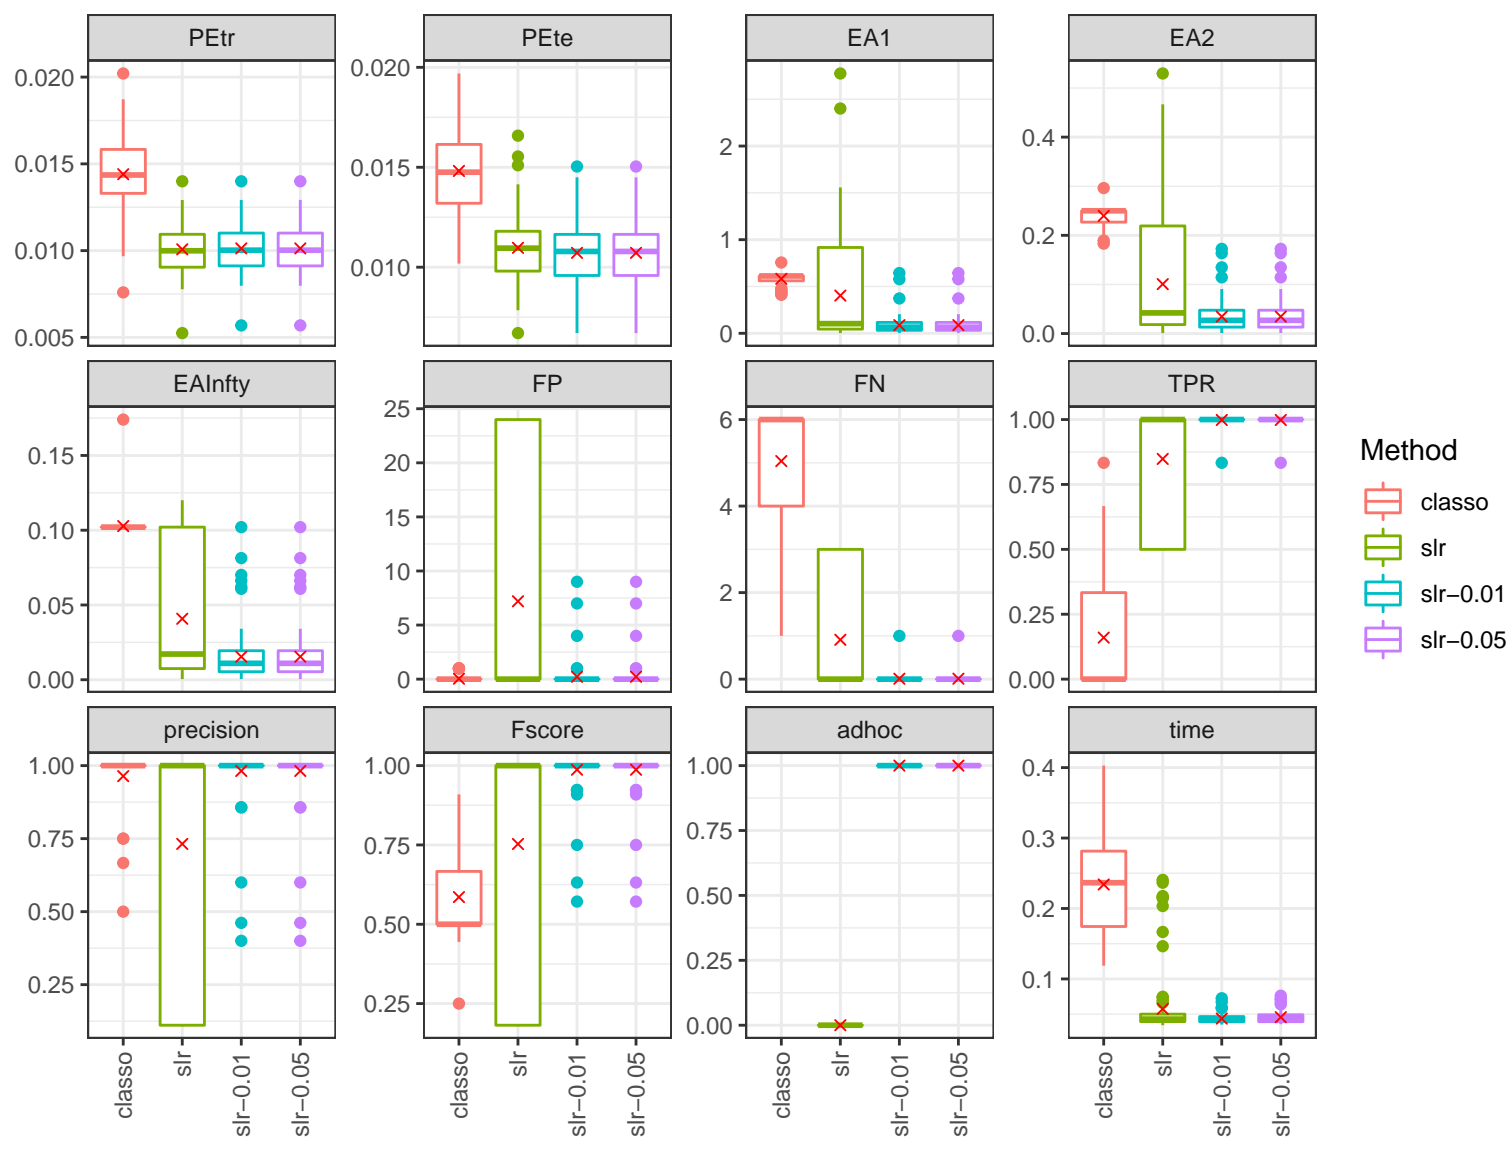 PEtr PEte EA1 EA2
0.020 0.015 0.010 0.005
0.020 0.015 0.010
2 1 0
0.4 0.2 0.0
EAInfty FP FN TPR
0.15 0.10 0.05 0.00
25 20 15 10 5 0
6 4 2 0
1.00 0.75 0.50 0.25 0.00
Method
classo
slr
slr−0.01
slr−0.05
precision Fscore adhoc time
1.00 0.75 0.50 0.25
1.00 0.75 0.50 0.25
1.00 0.75 0.50 0.25 0.00
0.4 0.3 0.2 0.1
classo slr slr−0.01 slr−0.05
classo slr slr−0.01 slr−0.05
classo slr slr−0.01 slr−0.05
classo slr slr−0.01 slr−0.05